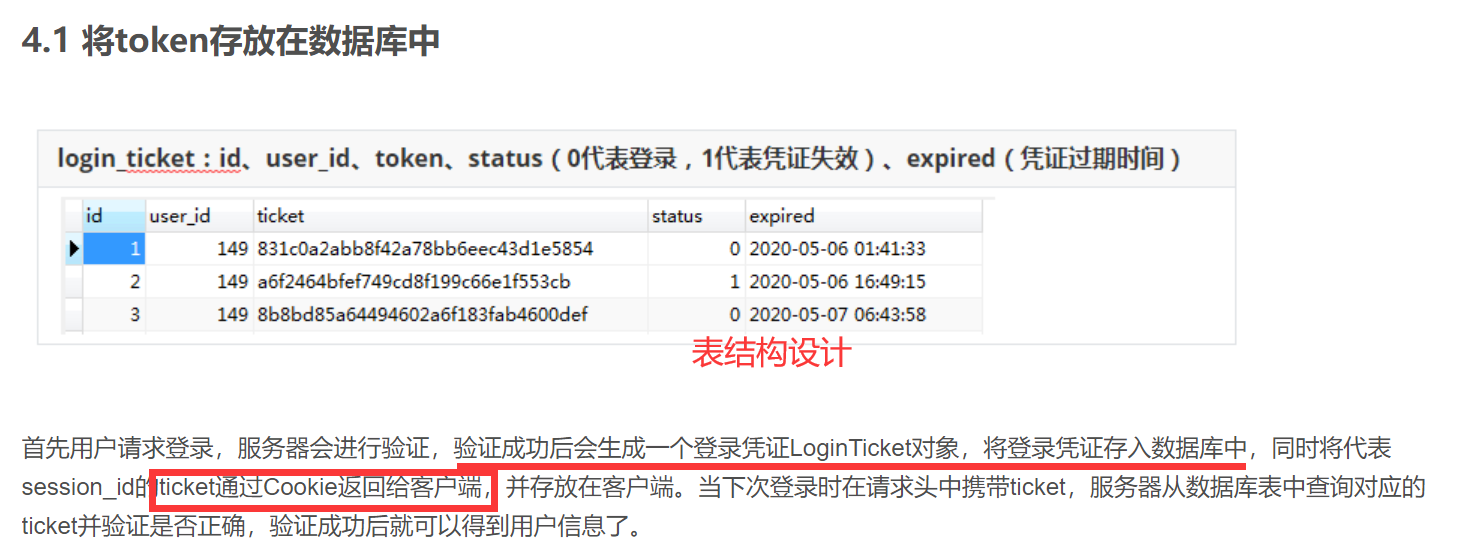 4.1 将token存放在数据库中
login_ticket：id、user_id、token、status（0代表登录，1代表凭证失效）、expired（凭证过期时间）
id user_id ticket status expired
1 149 831c0a2abb8f42a78bb6eec43d1e5854 0 2020-05-06 01:41:33
2 149 a6f2464bfef749cd8f199c66e1f553cb 1 2020-05-06 16:49:15
3 149 8b8bd85a64494602a6f183fab4600def 0 2020-05-07 06:43:58
表结构设计
首先用户请求登录，服务器会进行验证，验证成功后会生成一个登录凭证LoginTicket对象，将登录凭证存入数据库中，同时将代表
session_id的ticket通过Cookie返回给客户端，并存放在客户端。当下次登录时在请求头中携带ticket，服务器从数据库表中查询对应的
ticket并验证是否正确，验证成功后就可以得到用户信息了。